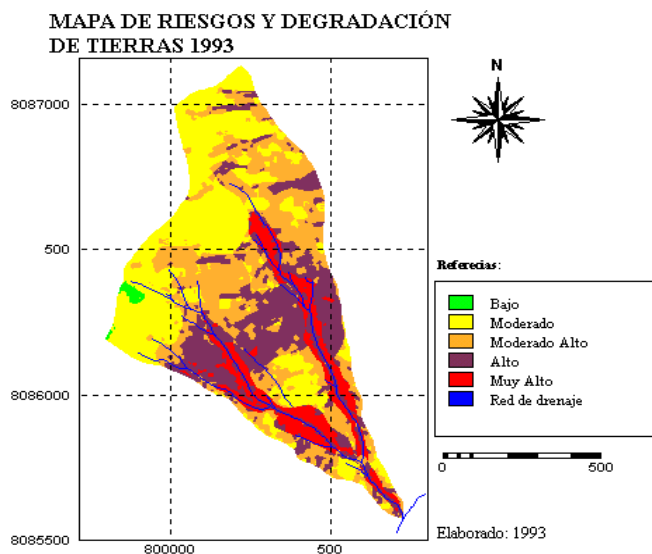 MAPA DE RIESGOS Y DEGRADACIÓN
DE TIERRAS 1993
N
8087000
500
8086000
8085500
800000
500
Referecias:
Bajo
Moderado
Moderado Alto
Alto
Muy Alto
Red de drenaje
0
500
Elaborado: 1993